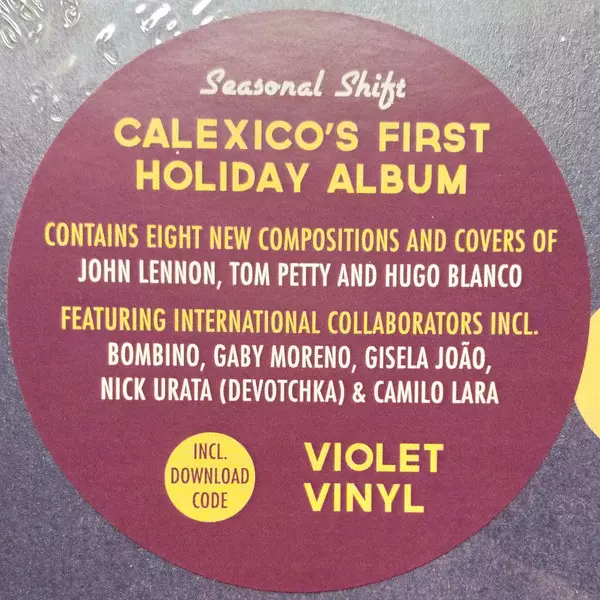 Seasonal Shift
CALEXICO'S FIRST
HOLIDAY ALBUM
CONTAINS EIGHT NEW COMPOSITIONS AND COVERS OF
JOHN LENNON, TOM PETTY AND HUGO BLANCO
FEATURING INTERNATIONAL COLLABORATORS INCL.
BOMBINO, GABY MORENO, GISELA JOÃO,
NICK URATA (DEVOTCHKA) & CAMILO LARA
INCL.
DOWNLOAD
CODE
VIOLET
VINYL